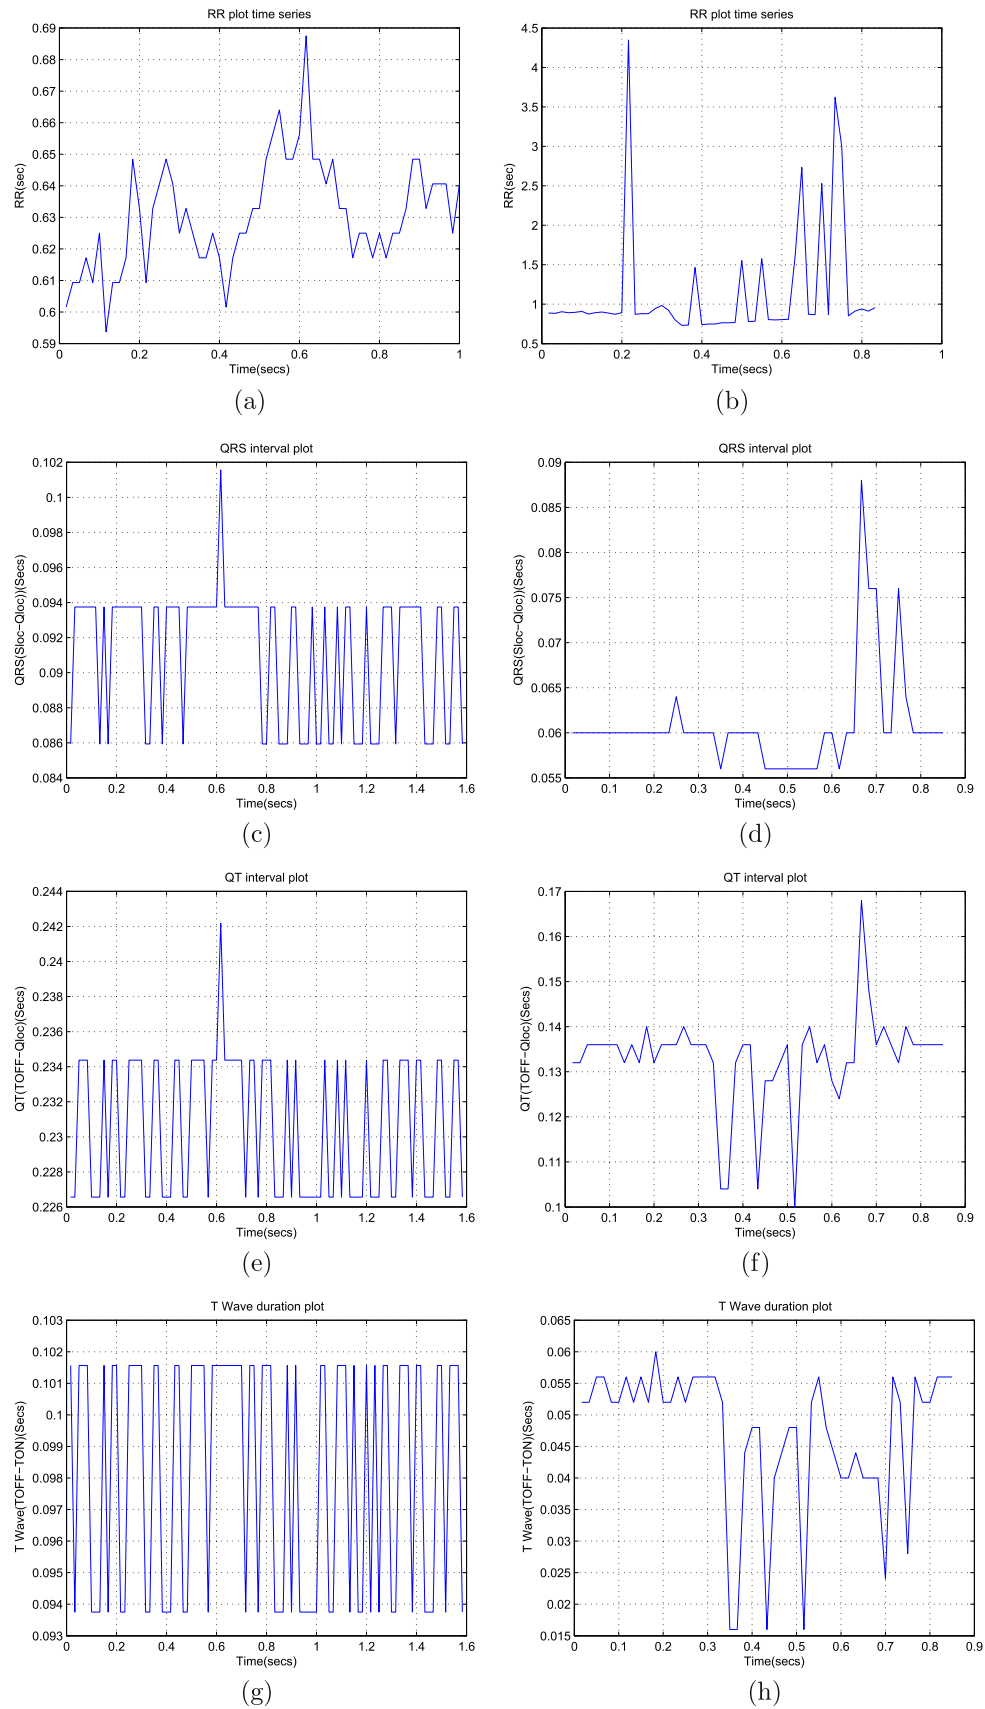 RR plot time series
0.69
0.68
0.67
0.66
0.65
0.64
0.63
0.62
0.61
0.6
0.59
RR(sec)
0 0.2 0.4 0.6 0.8 1
Time(secs)
(a)
RR plot time series
4.5
4
3.5
3
2.5
2
1.5
1
0.5
RR(sec)
0 0.2 0.4 0.6 0.8 1
Time(secs)
(b)
QRS interval plot
0.102
0.1
0.098
0.096
0.094
0.092
0.09
0.088
0.086
0.084
QRS(Sloc−Qloc))(Secs)
0 0.2 0.4 0.6 0.8 1 1.2 1.4 1.6
Time(secs)
(c)
QRS interval plot
0.09
0.085
0.08
0.075
0.07
0.065
0.06
0.055
QRS(Sloc−Qloc)(Secs)
0 0.1 0.2 0.3 0.4 0.5 0.6 0.7 0.8 0.9
Time(secs)
(d)
QT interval plot
0.244
0.242
0.24
0.238
0.236
0.234
0.232
0.23
0.228
0.226
QT(TOFF−Qloc)(Secs)
0 0.2 0.4 0.6 0.8 1 1.2 1.4 1.6
Time(secs)
(e)
QT interval plot
0.17
0.16
0.15
0.14
0.13
0.12
0.11
0.1
QT(TOFF−Qloc)(Secs)
0 0.1 0.2 0.3 0.4 0.5 0.6 0.7 0.8 0.9
Time(secs)
(f)
T Wave duration plot
0.103
0.102
0.101
0.1
0.099
0.098
0.097
0.096
0.095
0.094
0.093
T Wave(TOFF−TON)(Secs)
0 0.2 0.4 0.6 0.8 1 1.2 1.4 1.6
Time(secs)
(g)
T Wave duration plot
0.065
0.06
0.055
0.05
0.045
0.04
0.035
0.03
0.025
0.02
0.015
T Wave(TOFF−TON)(Secs)
0 0.1 0.2 0.3 0.4 0.5 0.6 0.7 0.8 0.9
Time(secs)
(h)